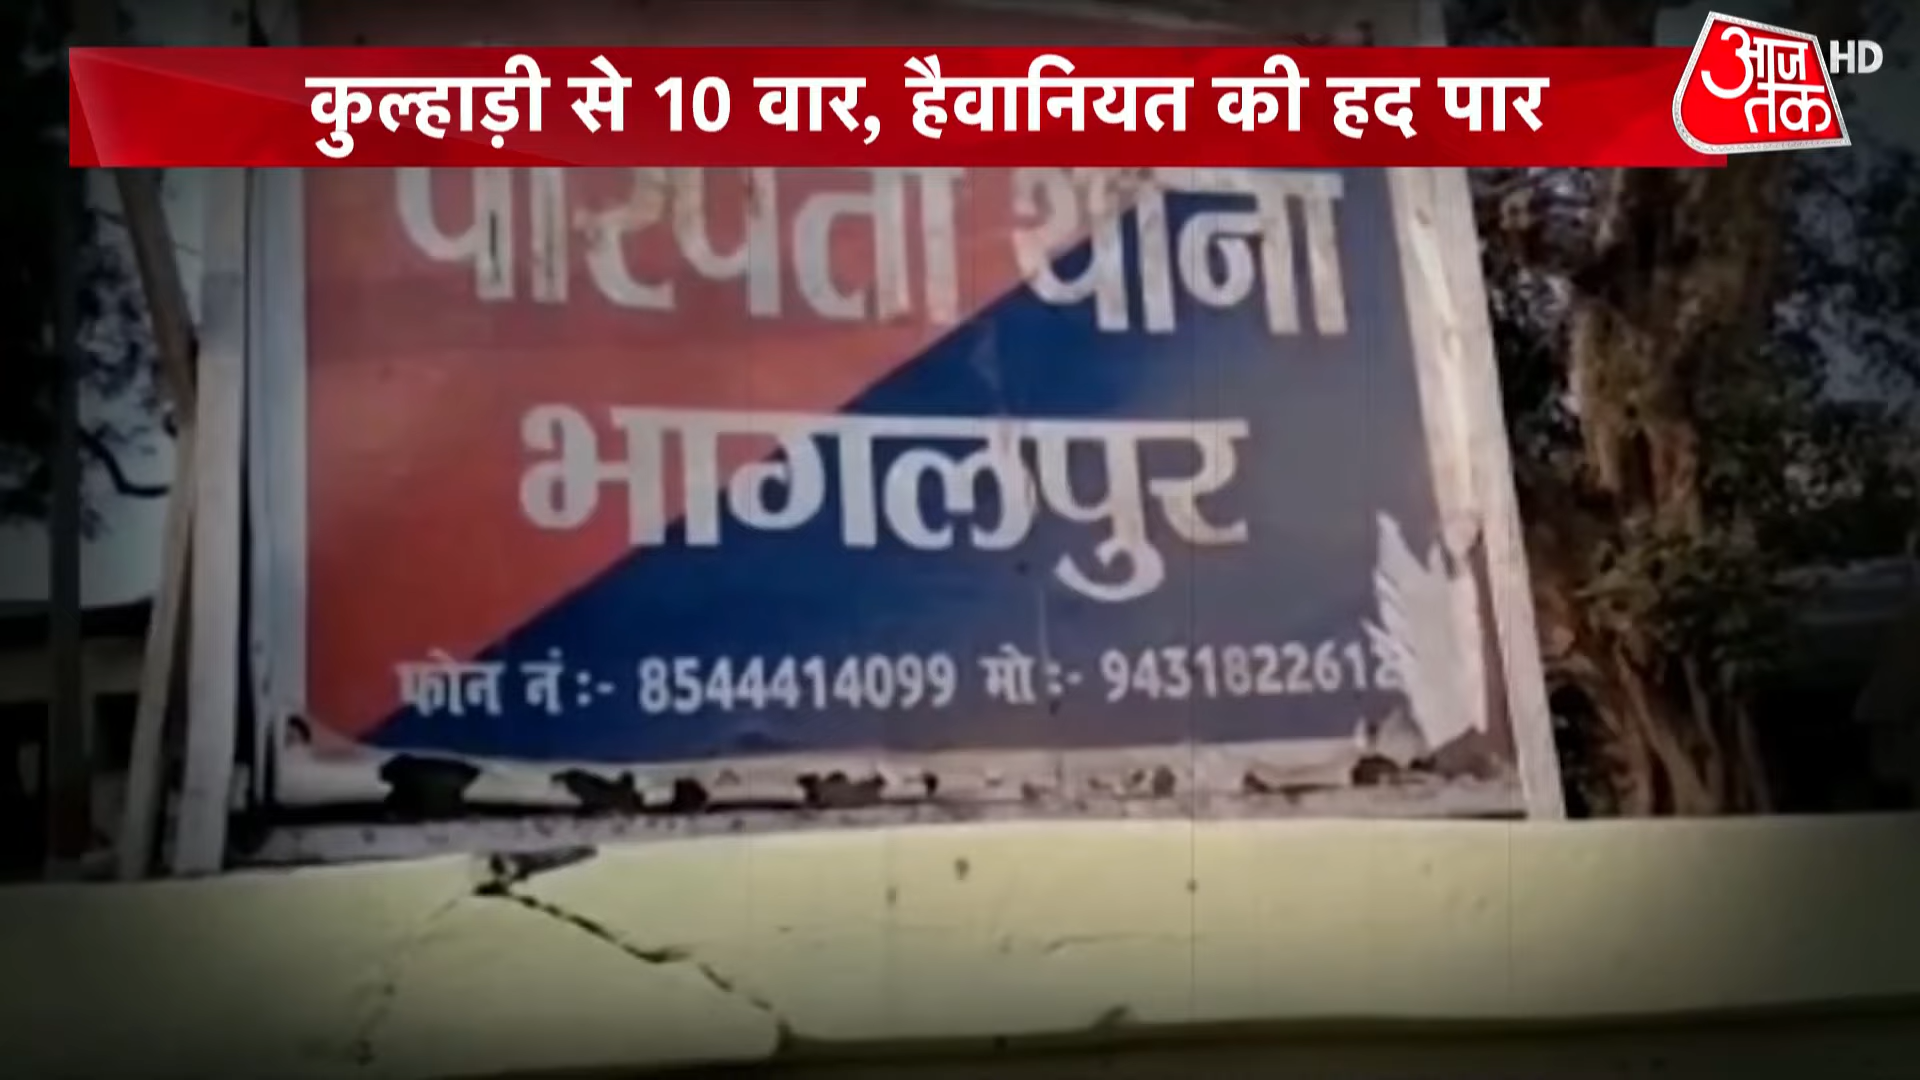 कुल्हाड़ी से 10 वार, हैवानियत की हद पार
आज
तक
HD
थाना
भागलपुर
फोन नं :- 8544414099 मो :-943182261